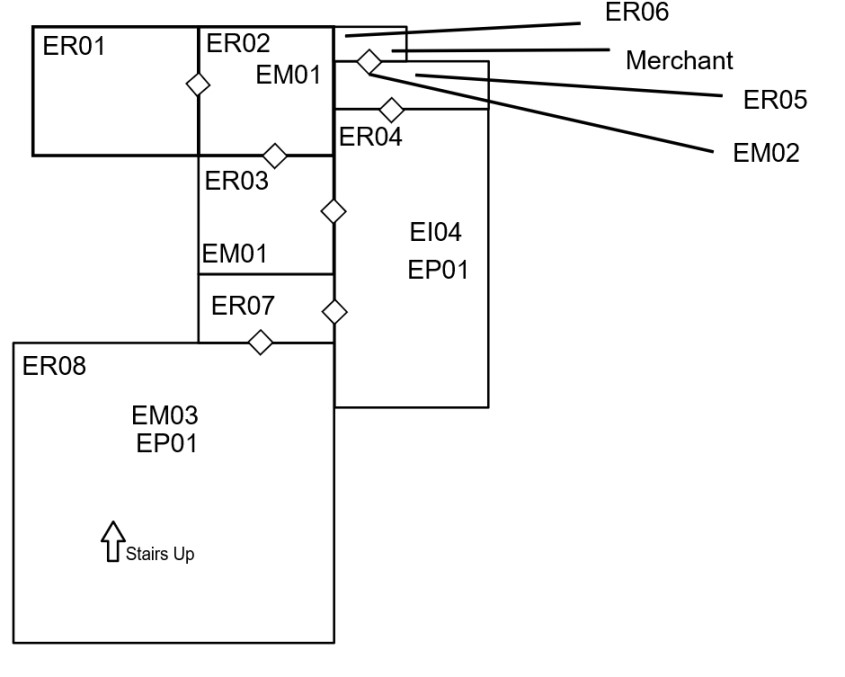 ER06
ER01
ER02
Merchant
EM01
ER05
ER04
EM02
ER03
EI04
EM01
EP01
ER07
ER08
EM03
EP01
Stairs Up